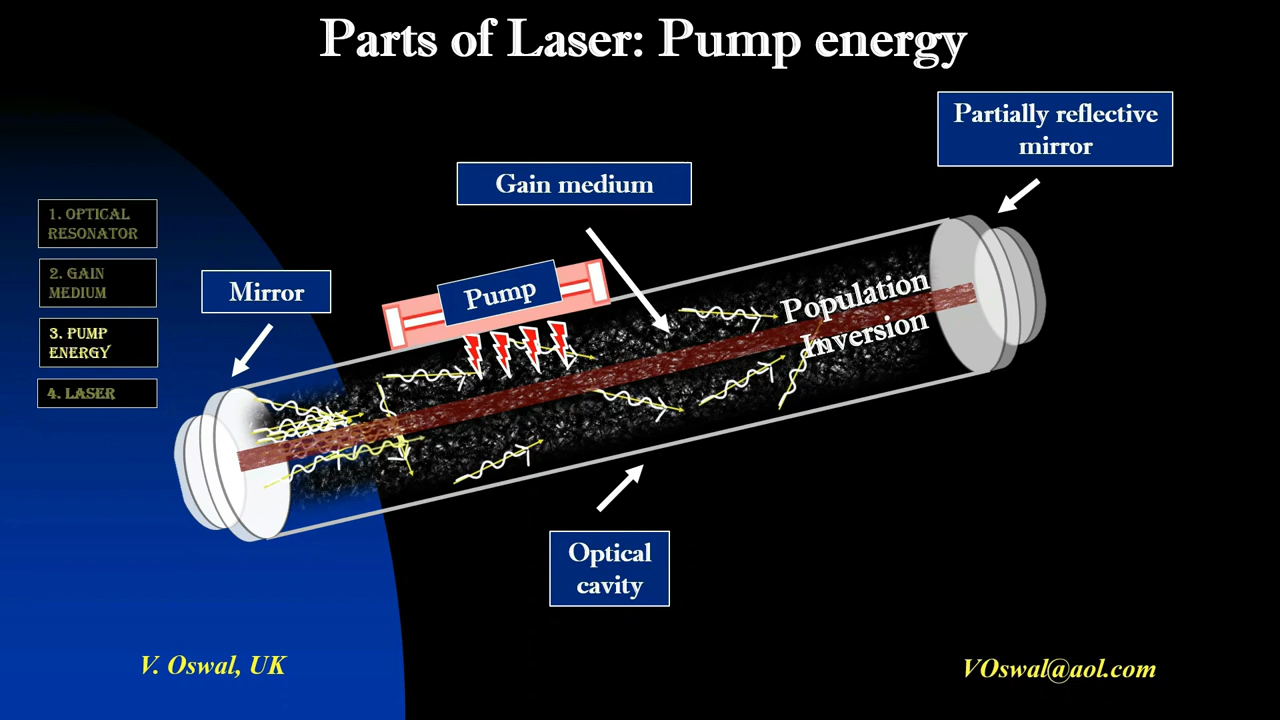 Parts of Laser: Pump energy
Partially reflective
mirror
Gain medium
1. OPTICAL
RESONATOR
2. GAIN
MEDIUM
3. PUMP
ENERGY
4. LASER
Mirror
Pump
Population
Inversion
Optical
cavity
V. Oswal, UK
VOswal@aol.com